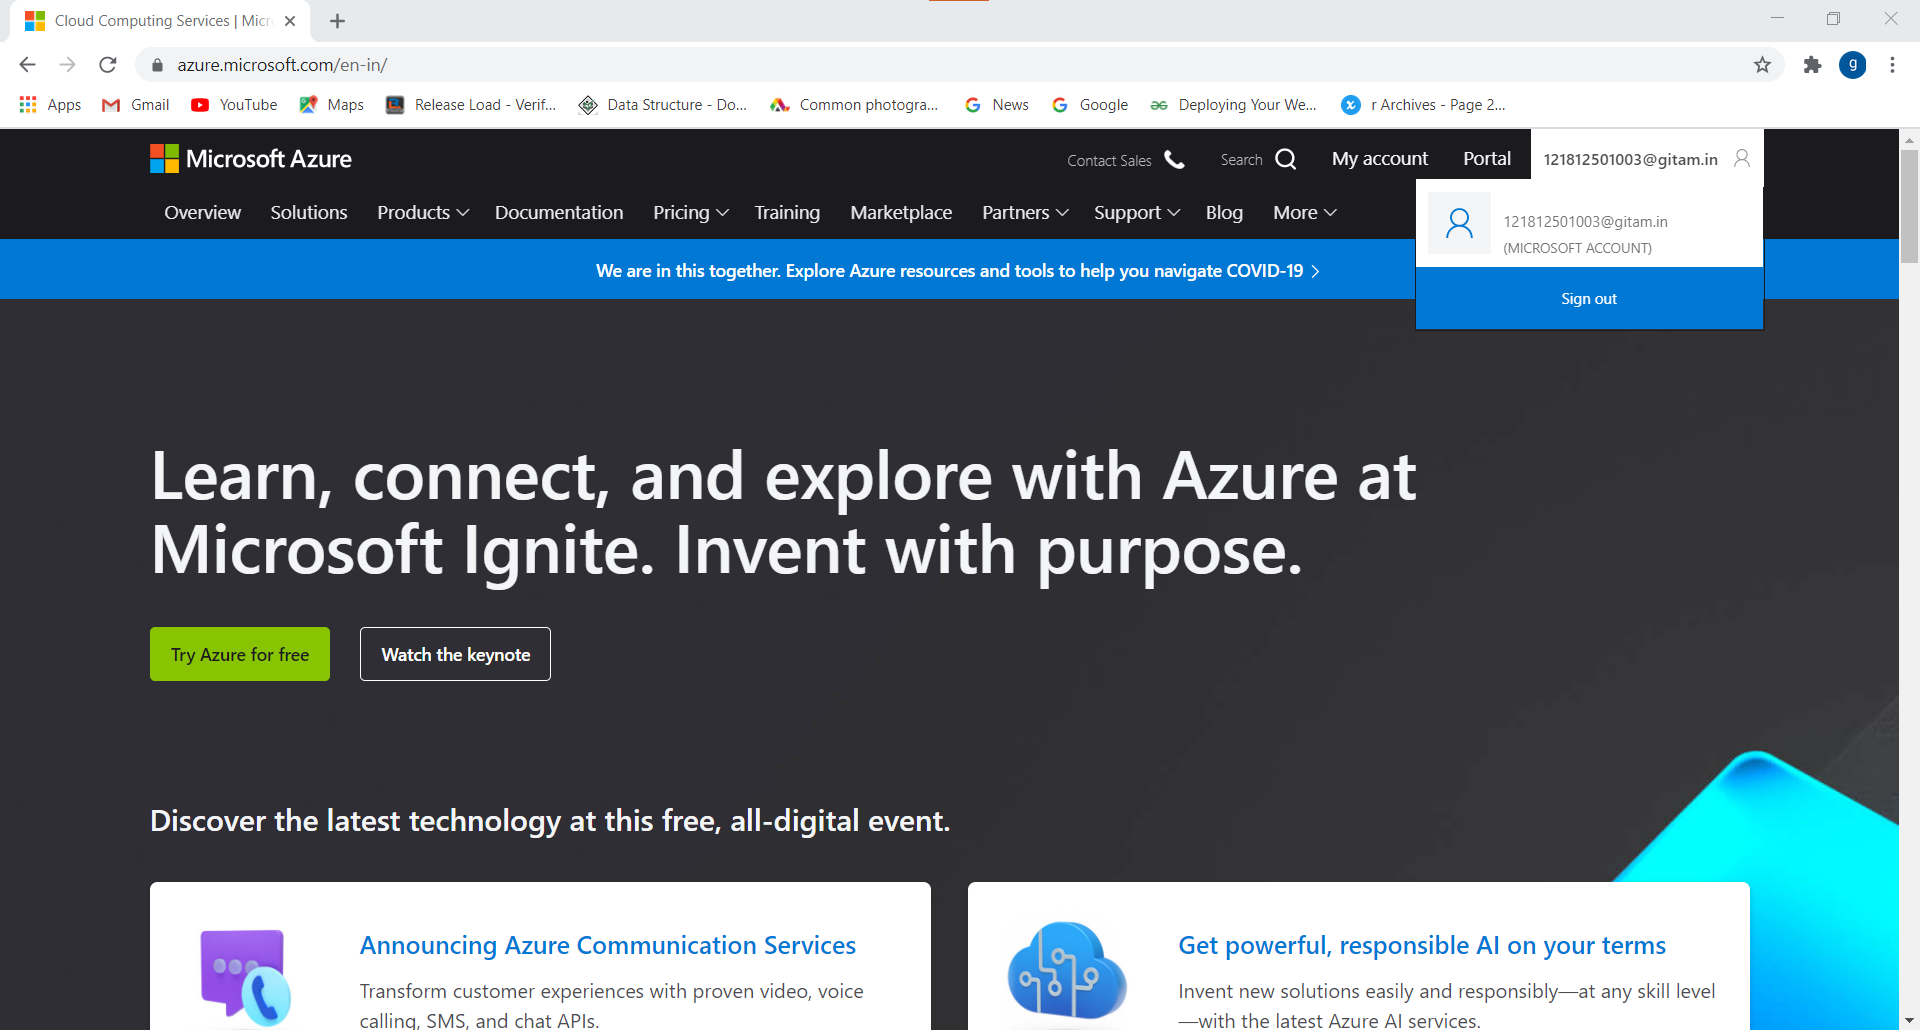 Cloud Computing Services | Micr
azure.microsoft.com/en-in/
g
Apps
Gmail
YouTube
Maps
Release Load - Verif...
Data Structure - Do...
Common photogra...
News
Google
Deploying Your We...
r Archives - Page 2...
Microsoft Azure
Contact Sales
Search
My account
Portal
121812501003@gitam.in
Overview
Solutions
Products
Documentation
Pricing
Training
Marketplace
Partners
Support
Blog
More
121812501003@gitam.in
(MICROSOFT ACCOUNT)
Sign out
We are in this together. Explore Azure resources and tools to help you navigate COVID-19
Learn, connect, and explore with Azure at
Microsoft Ignite. Invent with purpose.
Try Azure for free
Watch the keynote
Discover the latest technology at this free, all-digital event.
Announcing Azure Communication Services
Transform customer experiences with proven video, voice
calling, SMS, and chat APIs.
Get powerful, responsible AI on your terms
Invent new solutions easily and responsibly—at any skill level
—with the latest Azure AI services.